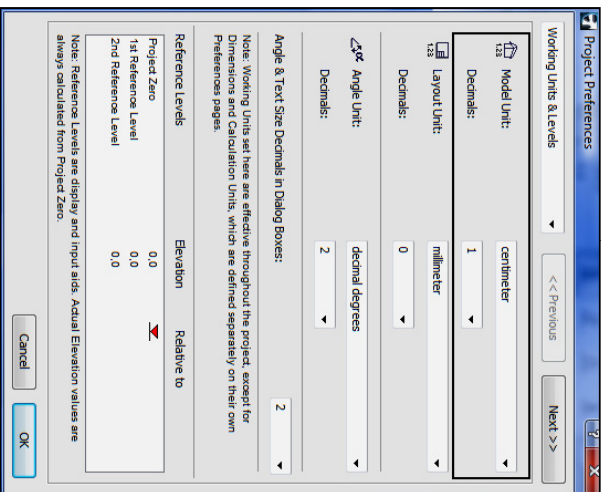 Project Preferences
? X
Working Units & Levels
<< Previous
Next >>
1.23
Model Unit:
centimeter
Decimals:
1
1.23
Layout Unit:
millimeter
Decimals:
0
Angle Unit:
decimal degrees
Decimals:
2
Angle & Text Size Decimals in Dialog Boxes:
2
Note: Working Units set here are effective throughout the project, except for
Dimensions and Calculation Units, which are defined separately on their own
Preferences pages.
Reference Levels
Elevation
Relative to
Project Zero
0,0
1st Reference Level
0,0
2nd Reference Level
0,0
Note: Reference Levels are display and input aids. Actual Elevation values are
always calculated from Project Zero.
Cancel
OK